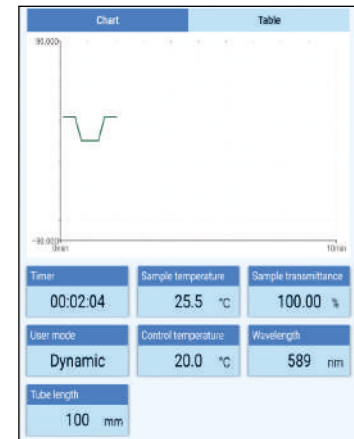 Chart Table
90.000
-90.000
0min 10min
Timer Sample temperature Sample transmittance
00:02:04 25.5 °C 100.00 %
User mode Control temperature Wavelength
Dynamic 20.0 °C 589 nm
Tube length
100 mm